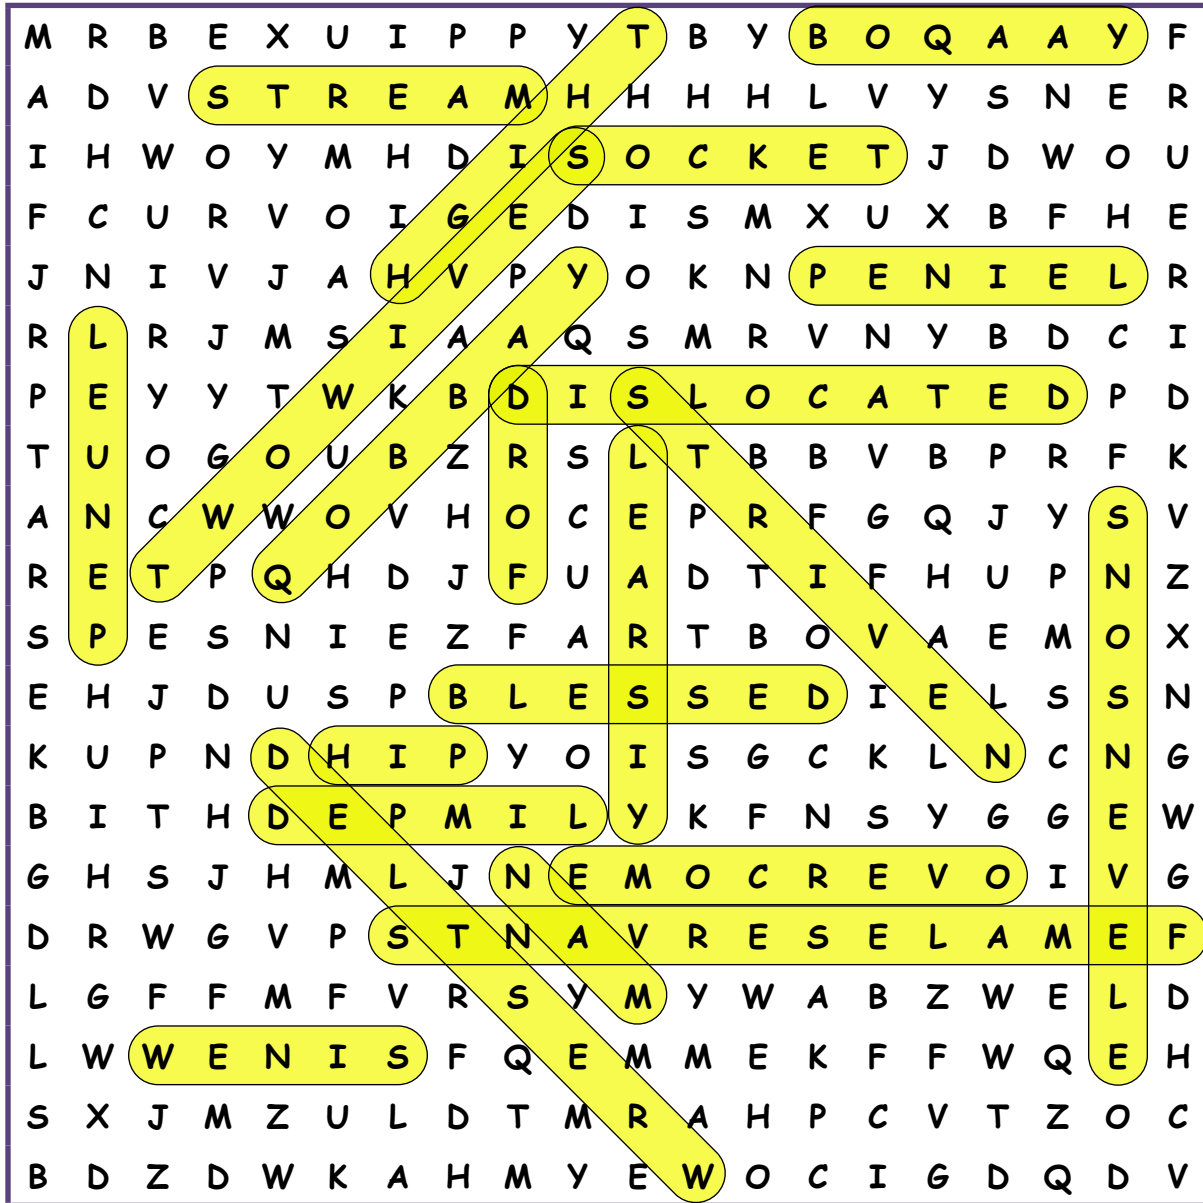 M R B E X U I P P Y T B Y B O Q A A Y F
A D V S T R E A M H H H H L V Y S N E R
I H W O Y M H D I S O C K E T J D W O U
F C U R V O I G E D I S M X U X B F H E
J N I V J A H V P Y O K N P E N I E L R
R L R J M S I A A Q S M R V N Y B D C I
P E Y Y T W K B D I S L O C A T E D P D
T U O G O U B Z R S L T B B V B P R F K
A N C W W O V H O C E P R F G Q J Y S V
R E T P Q H D J F U A D T I F H U P N Z
S P E S N I E Z F A R T B O V A E M O X
E H J D U S P B L E S S E D I E L S S N
K U P N D H I P Y O I S G C K L N C N G
B I T H D E P M I L Y K F N S Y G G E W
G H S J H M L J N E M O C R E V O I V G
D R W G V P S T N A V R E S E L A M E F
L G F F M F V R S Y M Y W A B Z W E L D
L W W E N I S F Q E M M E K F F W Q E H
S X J M Z U L D T M R A H P C V T Z O C
B D Z D W K A H M Y E W O C I G D Q D V